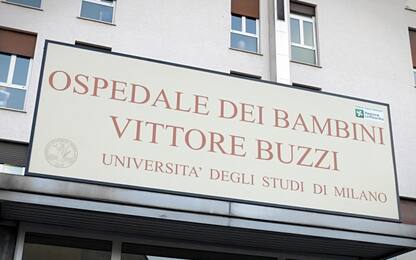 OSPEDALE DEI BAMBINI
VITTORE BUZZI
UNIVERSITA' DEGLI STUDI DI MILANO